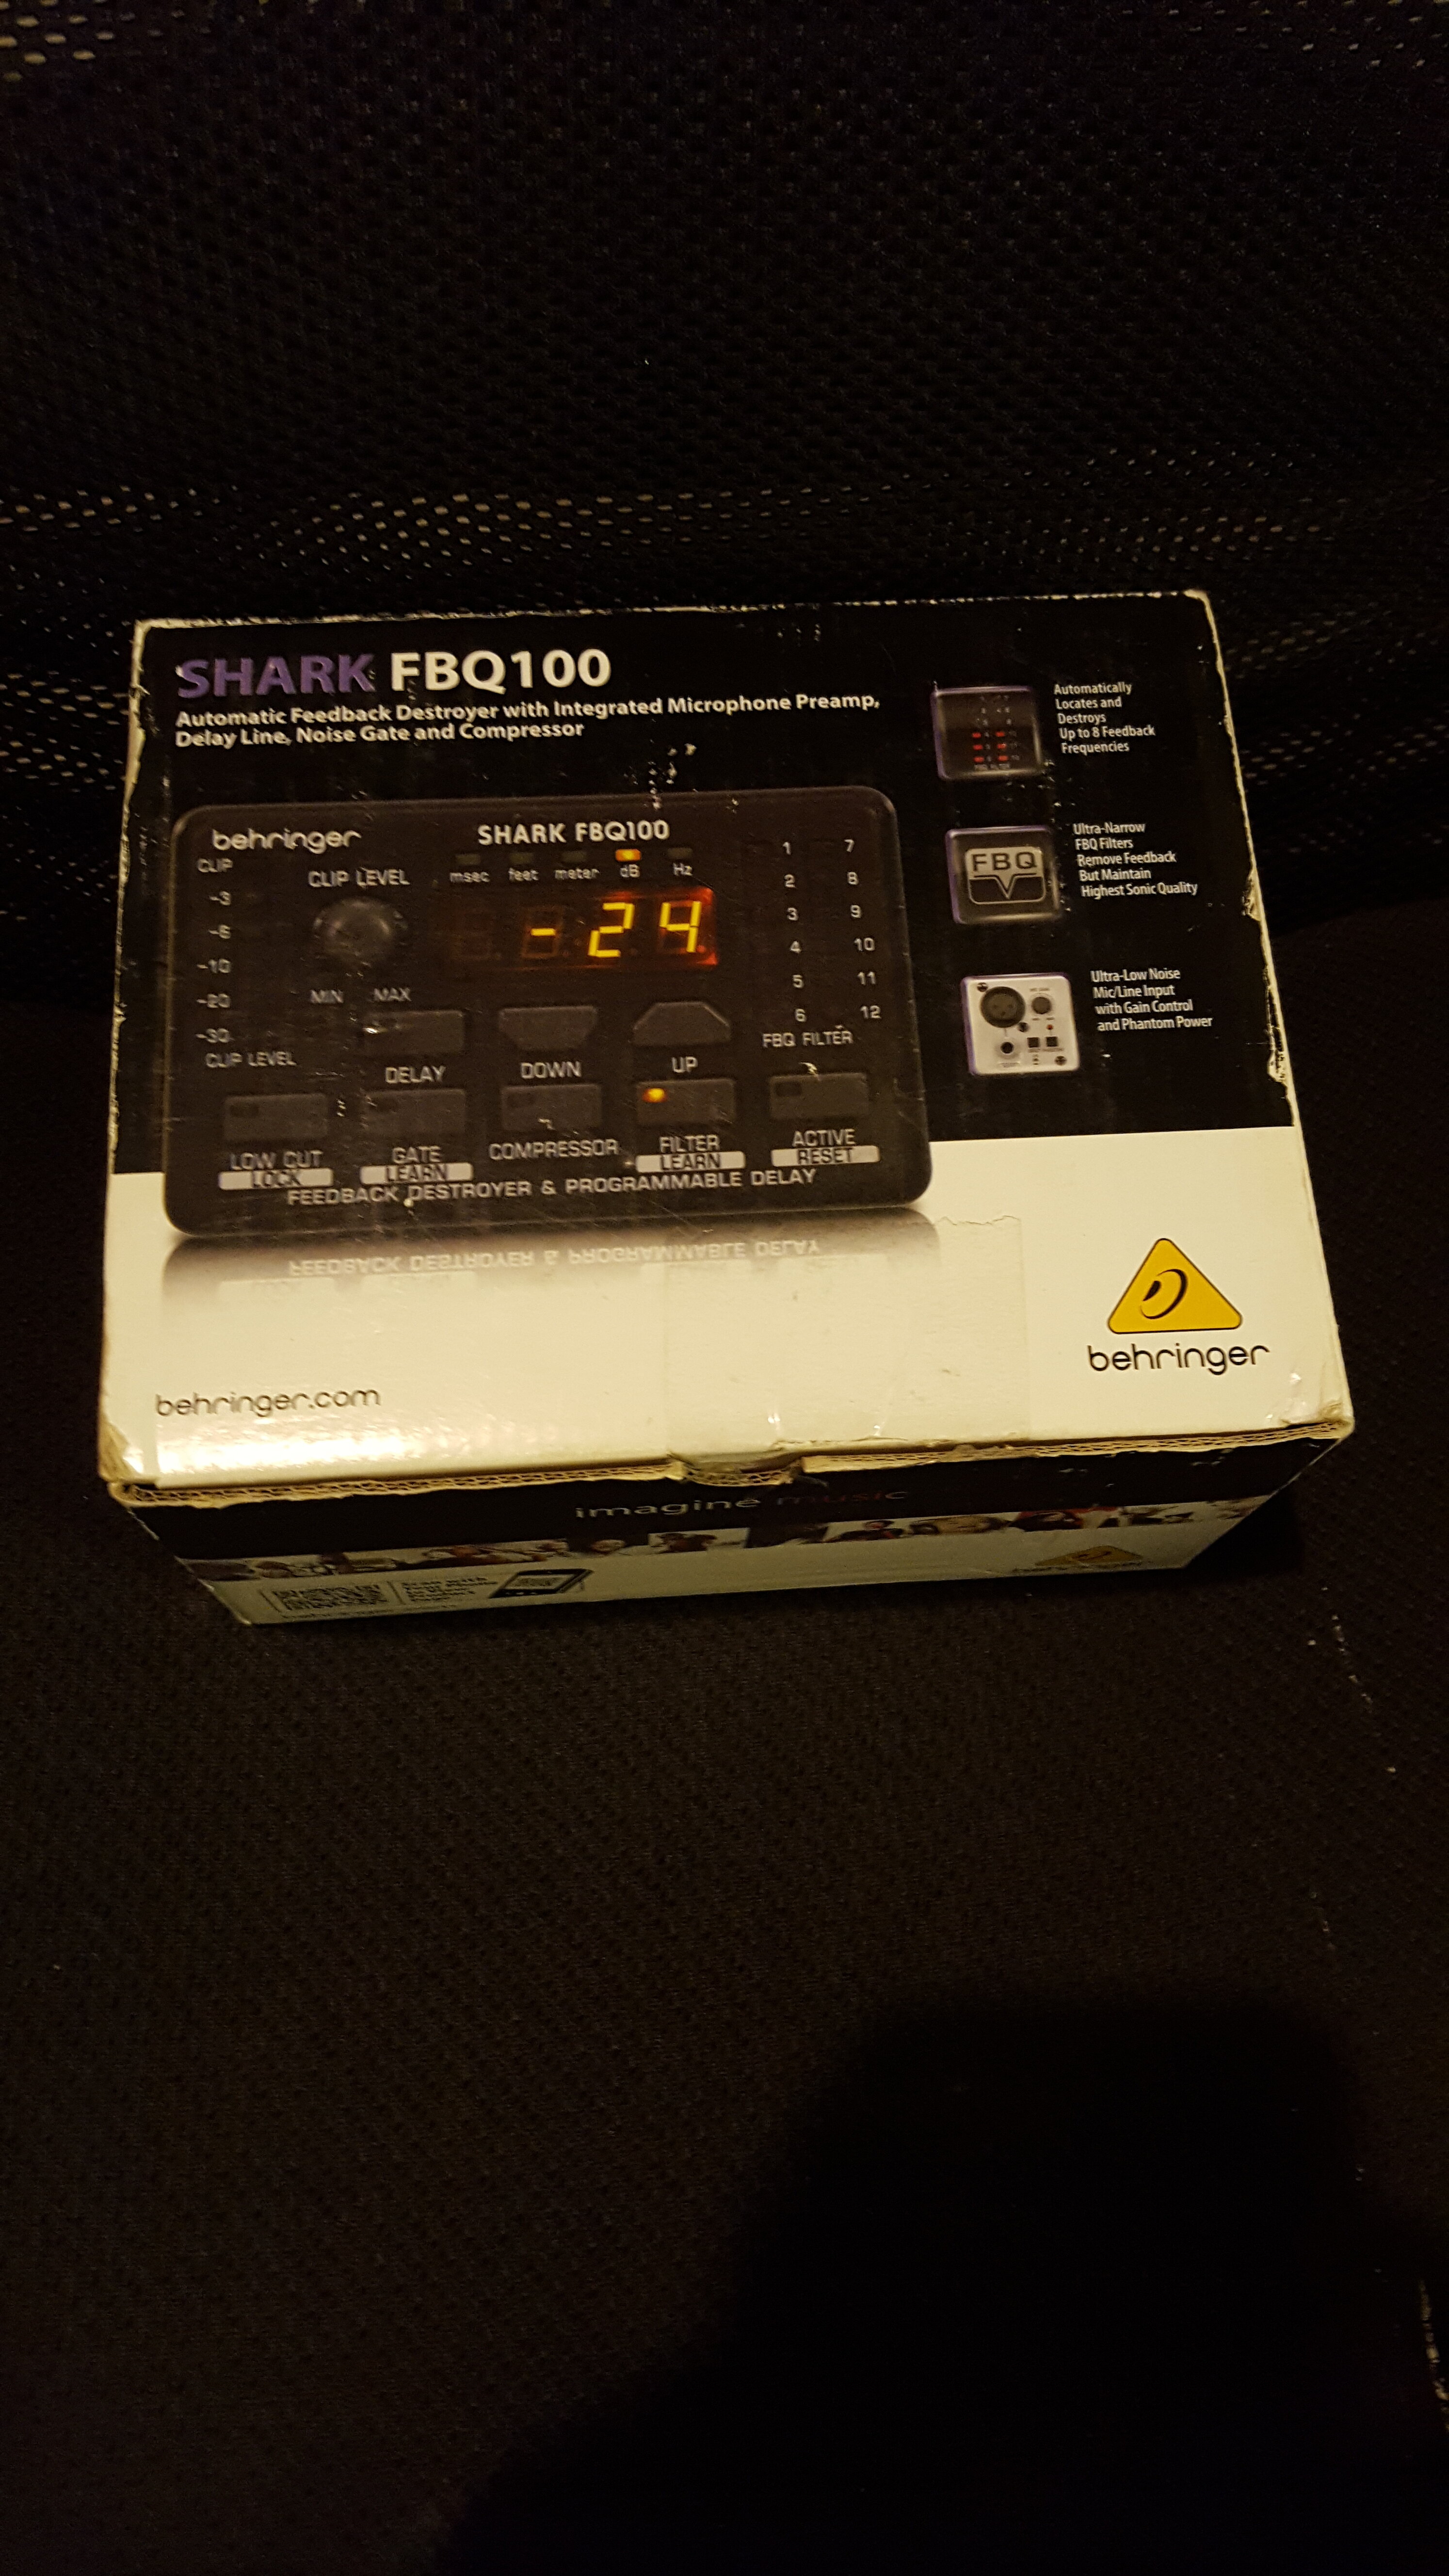 SHARK FBQ100
Automatic Feedback Destroyer with Integrated Microphone Preamp,
Delay Line, Noise Gate and Compressor
behringer
SHARK FBQ100
CLIP
-3
-6
-10
-20
-30
CLIP LEVEL
CLIP LEVEL
MIN MAX
msec feet meter dB Hz
-24
1 7
2 8
3 9
4 10
5 11
6 12
FBQ FILTER
DELAY
DOWN
UP
LOW CUT
LOCK
GATE
LEARN
COMPRESSOR
FILTER
LEARN
ACTIVE
RESET
FEEDBACK DESTROYER & PROGRAMMABLE DELAY
Automatically
Locates and
Destroys
Up to 8 Feedback
Frequencies
FBQ
Ultra-Narrow
FBQ Filters
Remove Feedback
But Maintain
Highest Sonic Quality
Ultra-Low Noise
Mic/Line Input
with Gain Control
and Phantom Power
behringer
behringer.com
imagine music